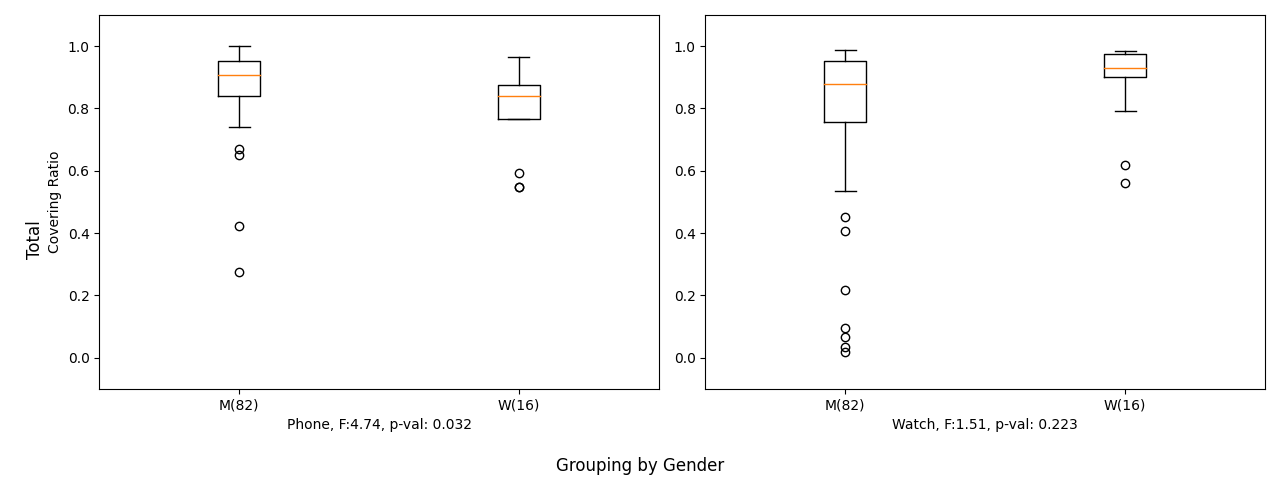 Total
Covering Ratio
1.0
0.8
0.6
0.4
0.2
0.0
M(82) W(16)
Phone, F:4.74, p-val: 0.032
1.0
0.8
0.6
0.4
0.2
0.0
M(82) W(16)
Watch, F:1.51, p-val: 0.223
Grouping by Gender